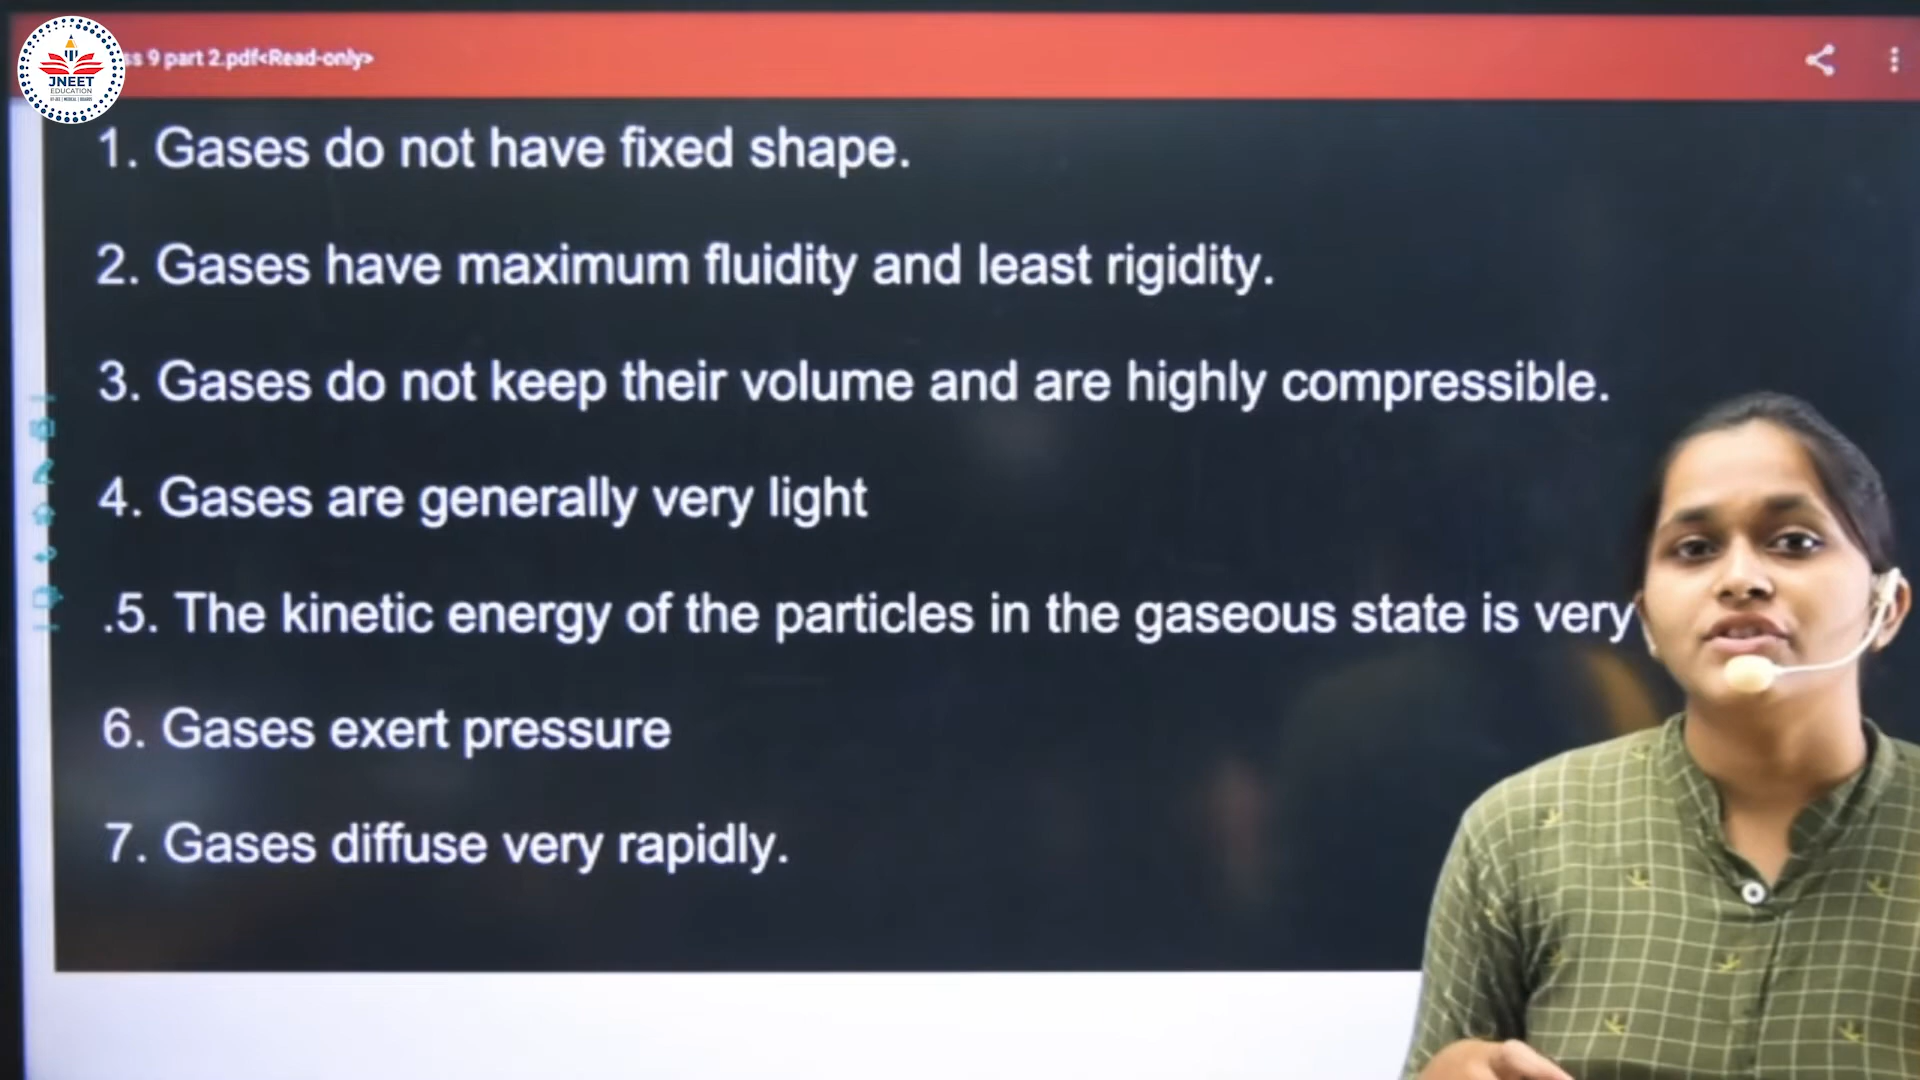 JNEET
EDUCATION
ss 9 part 2.pdf<Read-only>
1. Gases do not have fixed shape.
2. Gases have maximum fluidity and least rigidity.
3. Gases do not keep their volume and are highly compressible.
4. Gases are generally very light
.5. The kinetic energy of the particles in the gaseous state is very
6. Gases exert pressure
7. Gases diffuse very rapidly.